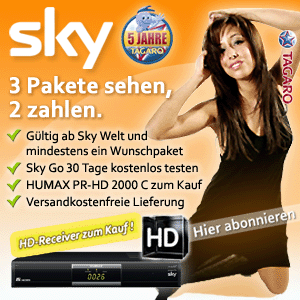 sky
5 JAHRE
TAGARO
TAGARO
3 Pakete sehen,
2 zahlen.
Gültig ab Sky Welt und
mindestens ein Wunschpaket
Sky Go 30 Tage kostenlos testen
HUMAX PR-HD 2000 C zum Kauf
Versandkostenfreie Lieferung
HD-Receiver zum Kauf!
HD
Hier abonnieren
0026
sky